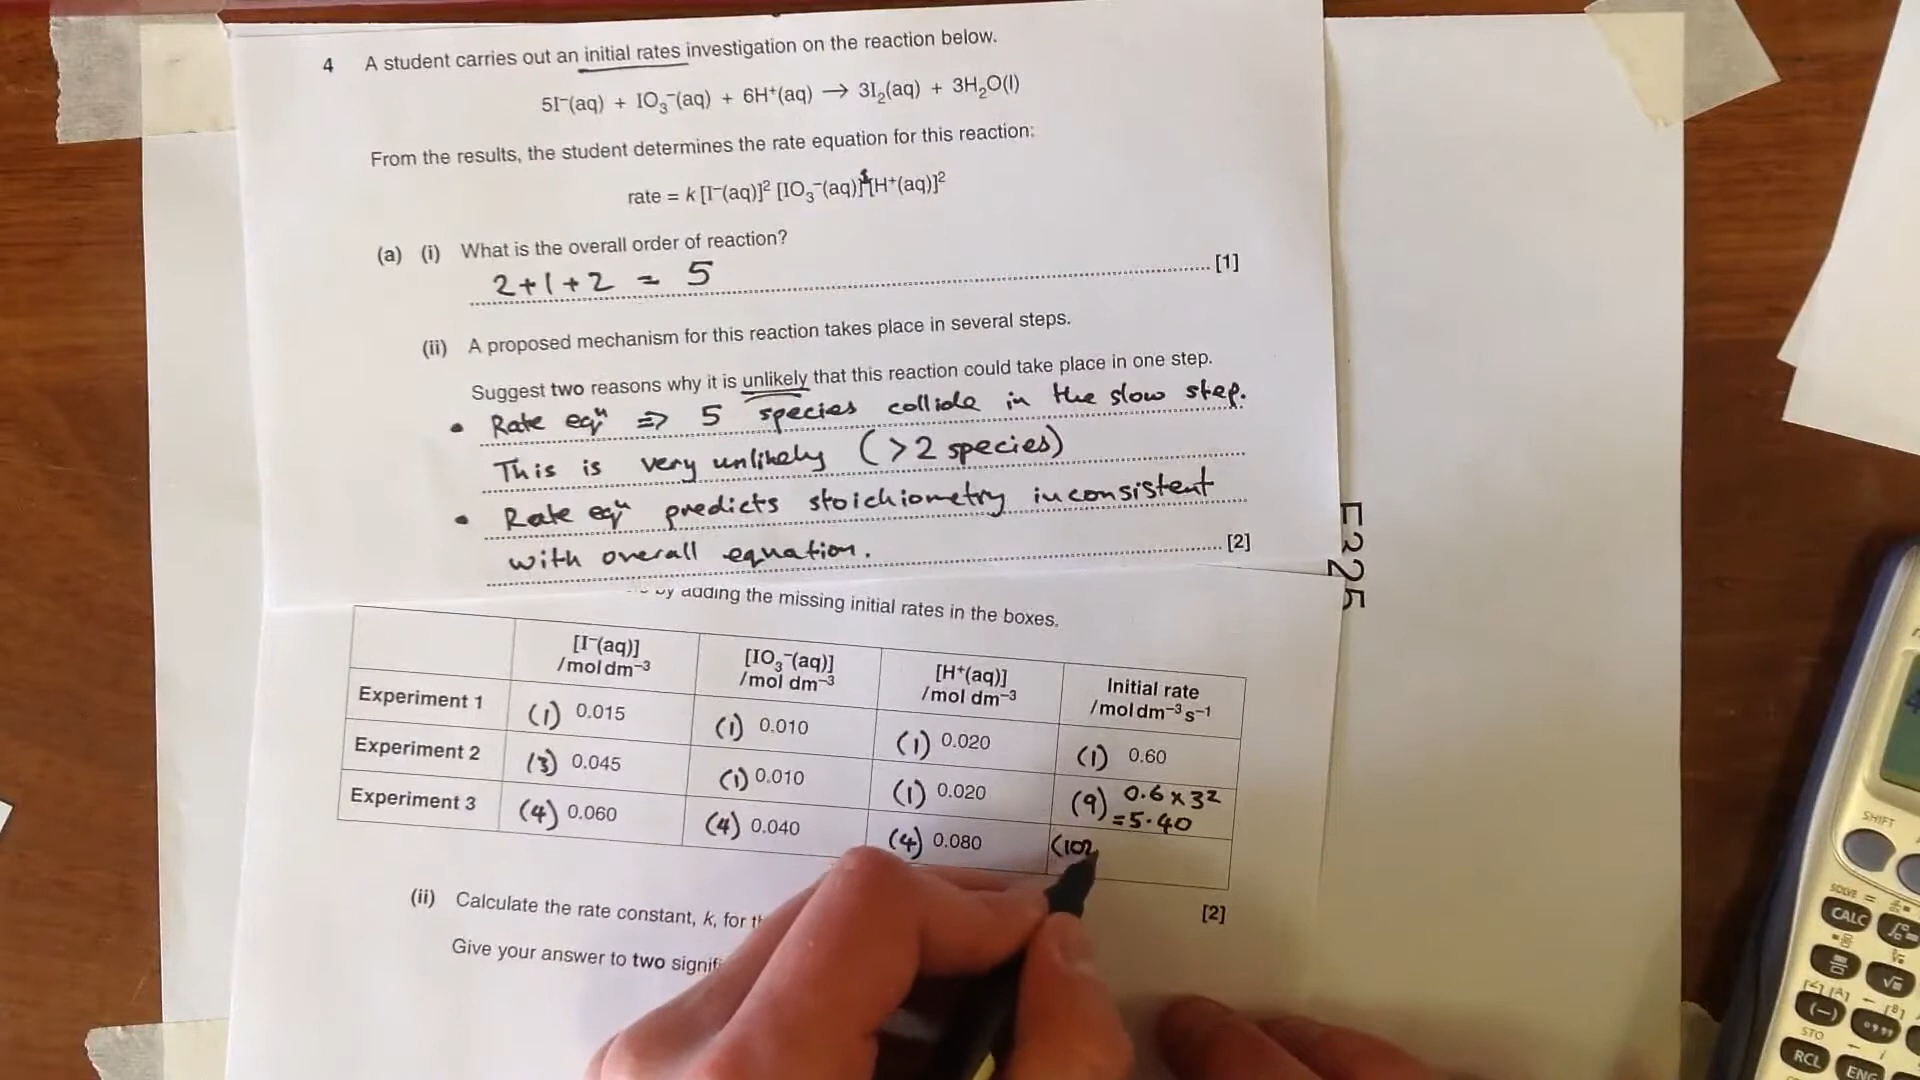 4 A student carries out an initial rates investigation on the reaction below.
5I⁻(aq) + IO₃⁻(aq) + 6H⁺(aq) → 3I₂(aq) + 3H₂O(l)
From the results, the student determines the rate equation for this reaction:
rate = k [I⁻(aq)]² [IO₃⁻(aq)]¹[H⁺(aq)]²
(a) (i) What is the overall order of reaction?
2+1+2 = 5 [1]
(ii) A proposed mechanism for this reaction takes place in several steps.
Suggest two reasons why it is unlikely that this reaction could take place in one step.
• Rate eqⁿ ⇒ 5 species collide in the slow step.
This is very unlikely (>2 species)
• Rate eqⁿ predicts stoichiometry inconsistent
with overall equation. [2]
by adding the missing initial rates in the boxes.
[I⁻(aq)] /mol dm⁻³ [IO₃⁻(aq)] /mol dm⁻³ [H⁺(aq)] /mol dm⁻³ Initial rate /mol dm⁻³ s⁻¹
Experiment 1 (1) 0.015 (1) 0.010 (1) 0.020 (1) 0.60
Experiment 2 (3) 0.045 (1) 0.010 (1) 0.020 (9) 0.6 × 3² = 5.40
Experiment 3 (4) 0.060 (4) 0.040 (4) 0.080 (102
[2]
(ii) Calculate the rate constant, k, for
Give your answer to two
F325
SHIFT
SOLVE =
CALC
STO
RCL
ENG